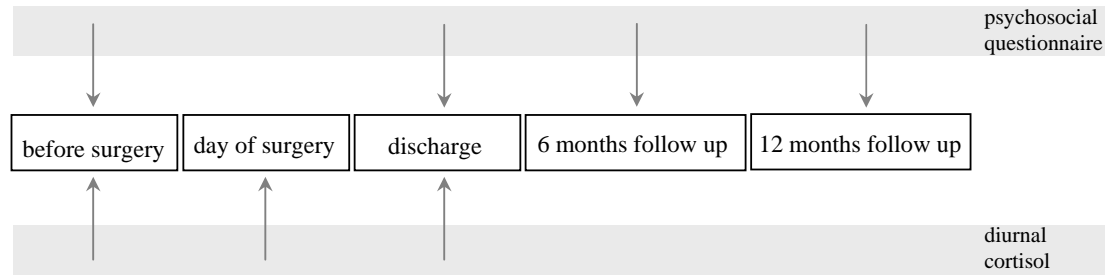 psychosocial
questionnaire
before surgery
day of surgery
discharge
6 months follow up
12 months follow up
diurnal
cortisol